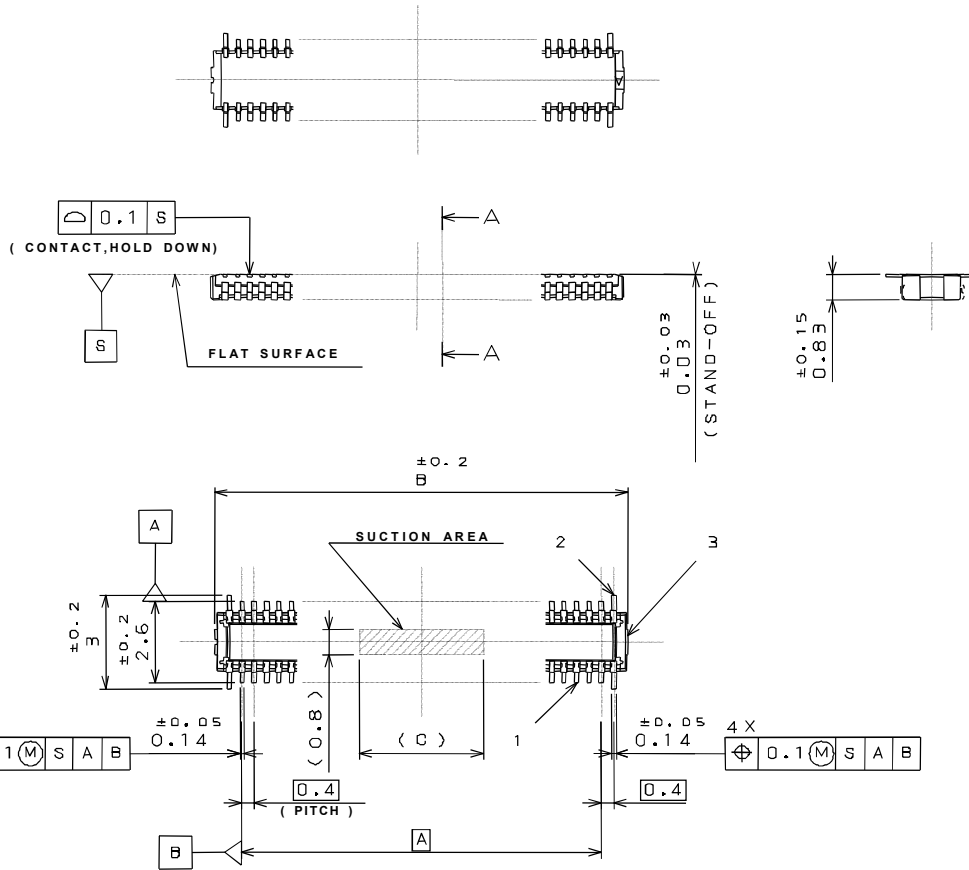 0.1 S
( CONTACT,HOLD DOWN)
A
S
FLAT SURFACE
A
±0.03
0.03
(STAND-OFF)
±0.15
0.83
±0.2
B
A
SUCTION AREA
2
3
±0.2
3
±0.2
2.6
1 M S A B
±0.05
0.14
(0.8)
(C)
1
±0.05
0.14
4X
⌖ 0.1 M S A B
0.4
( PITCH )
0.4
B
A